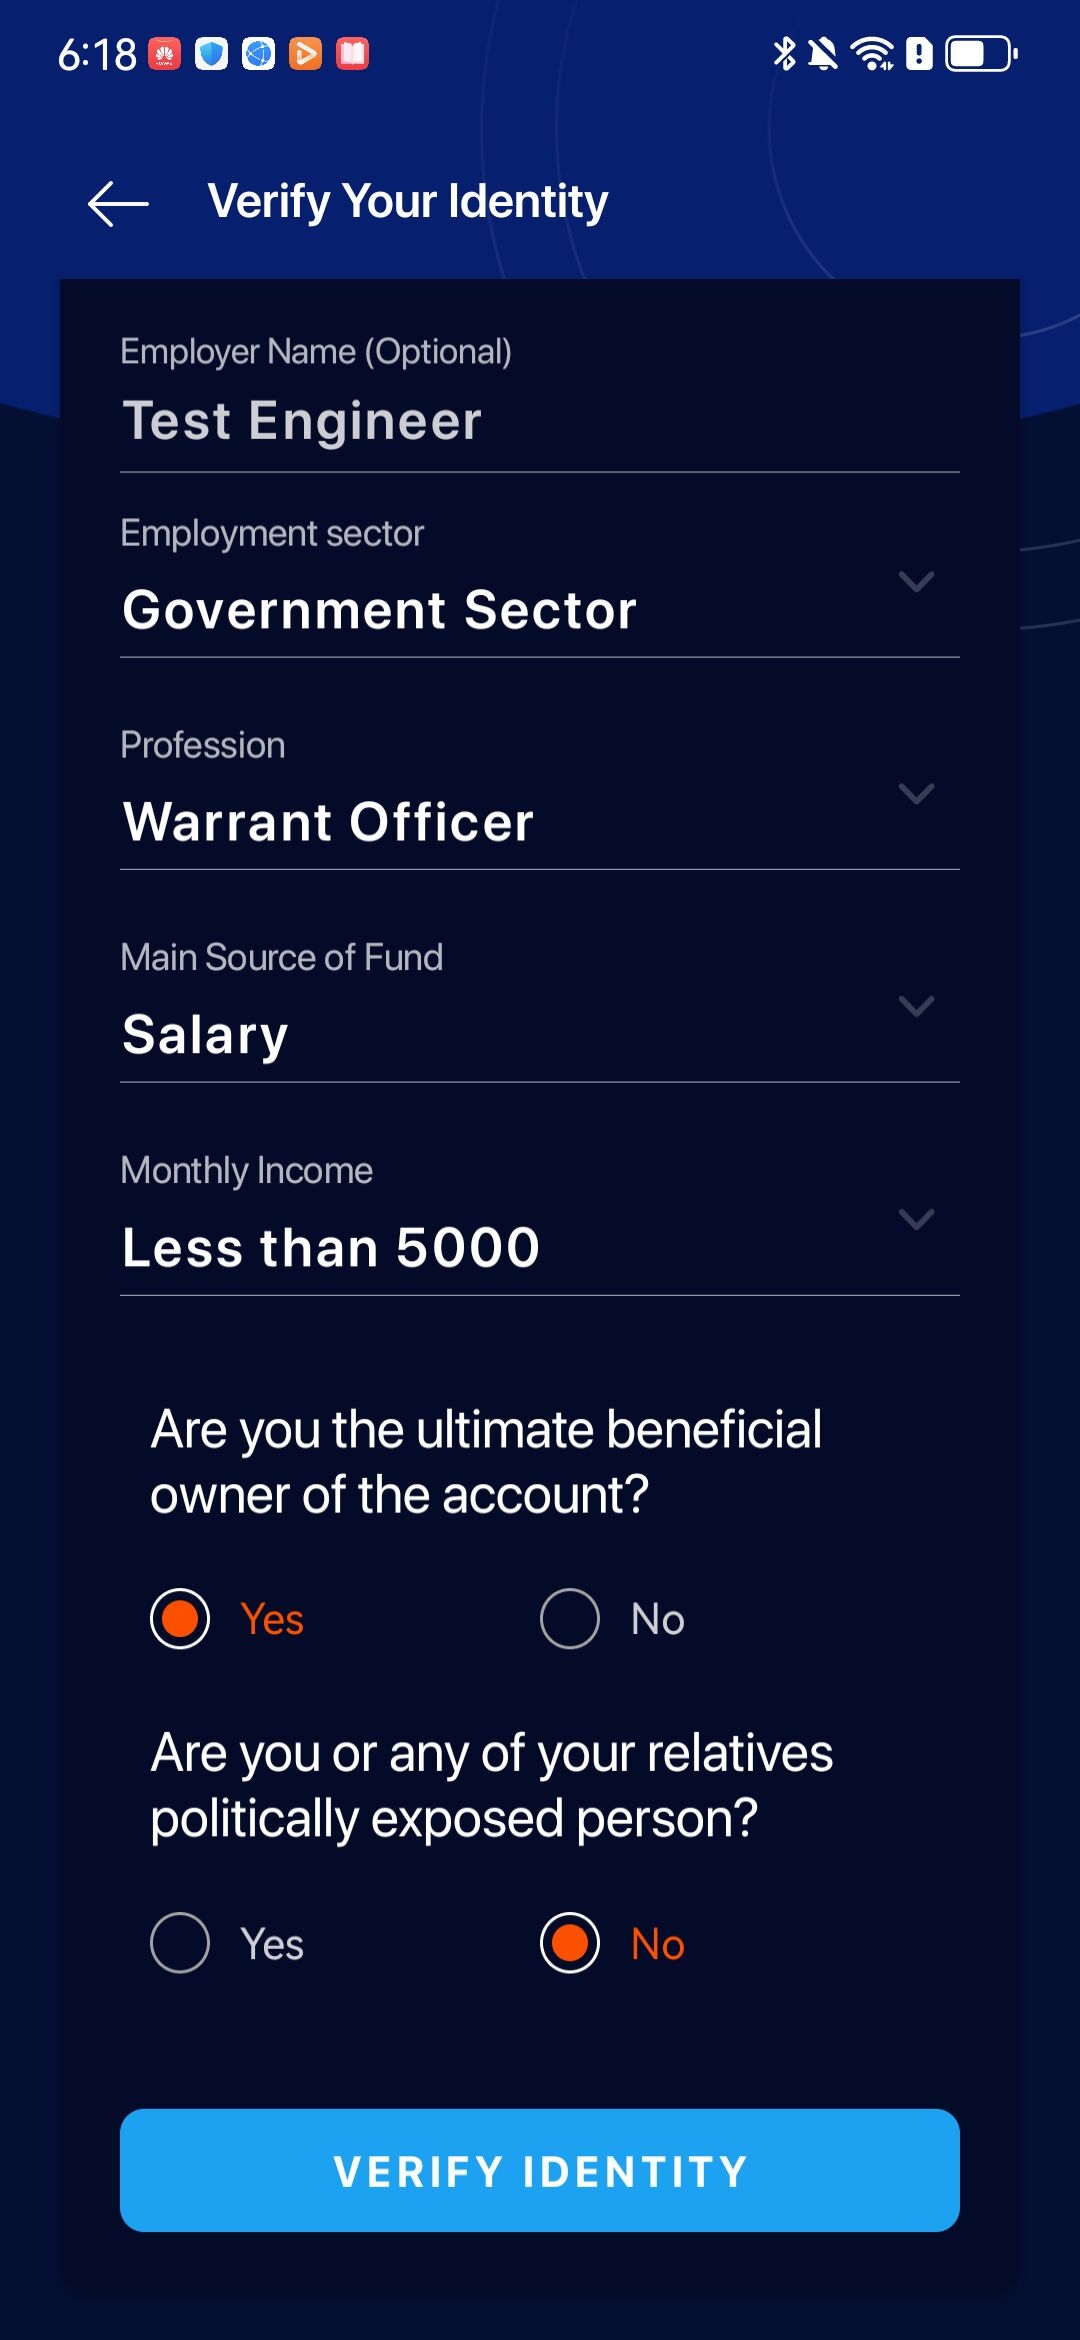 6:18
Verify Your Identity
Employer Name (Optional)
Test Engineer
Employment sector
Government Sector
Profession
Warrant Officer
Main Source of Fund
Salary
Monthly Income
Less than 5000
Are you the ultimate beneficial
owner of the account?
Yes No
Are you or any of your relatives
politically exposed person?
Yes No
VERIFY IDENTITY